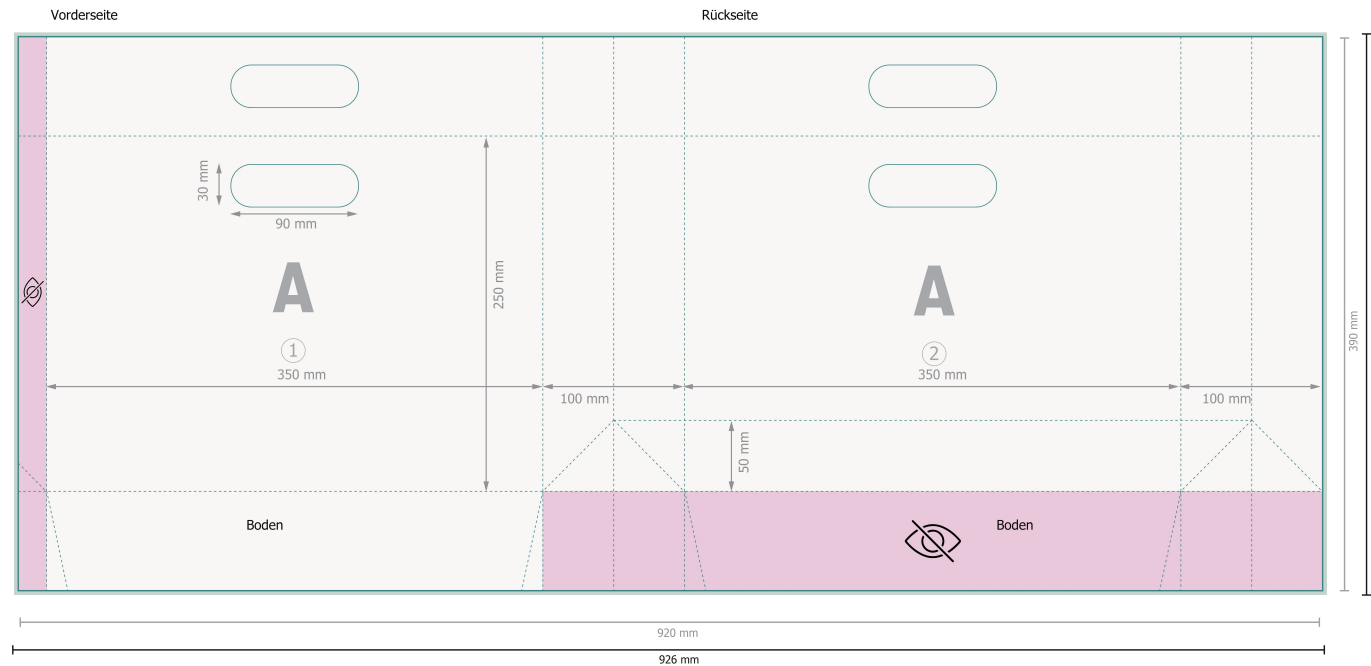 Vorderseite
Rückseite
30 mm
90 mm
250 mm
A
A
1
2
350 mm
350 mm
100 mm
100 mm
390 mm
50 mm
Boden
Boden
920 mm
926 mm